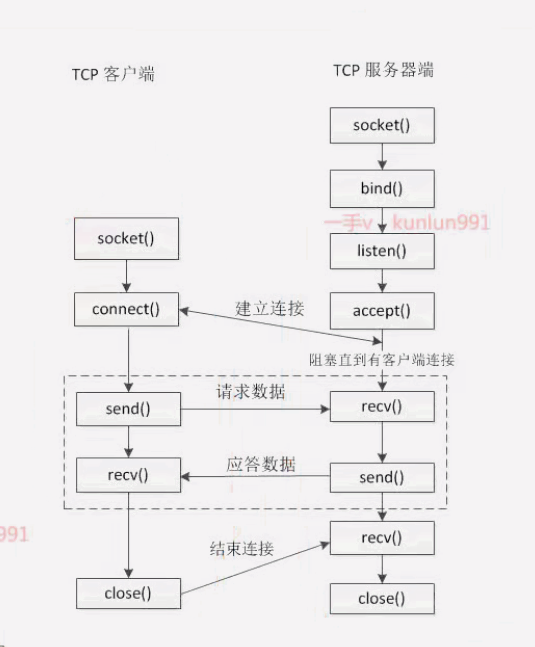 TCP 客户端
TCP 服务器端
socket()
bind()
一手v：kunlun991
socket()
listen()
connect()
建立连接
accept()
阻塞直到有客户端连接
send()
请求数据
recv()
recv()
应答数据
send()
991
结束连接
recv()
close()
close()